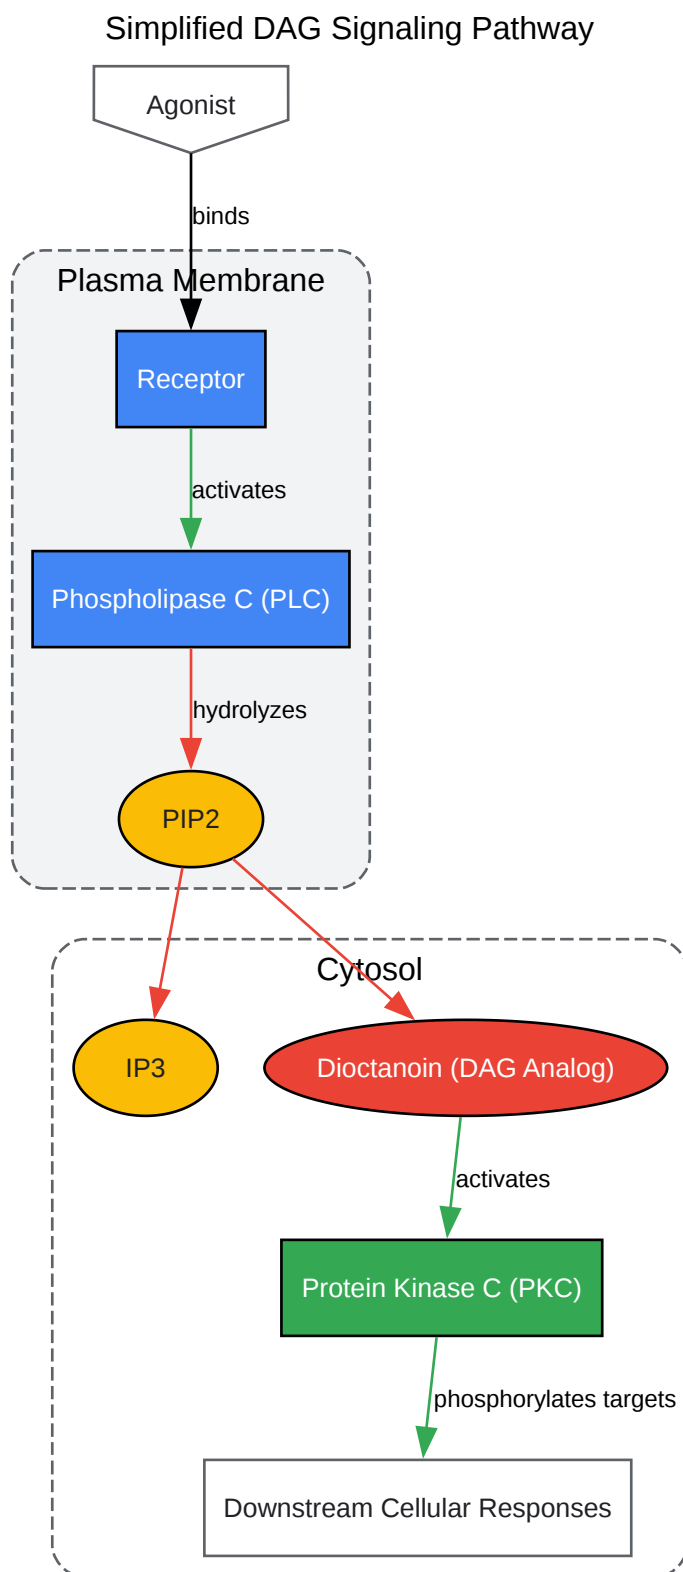 Simplified DAG Signaling Pathway
Agonist
binds
Plasma Membrane
Receptor
activates
Phospholipase C (PLC)
hydrolyzes
PIP2
Cytosol
IP3
Dioctanoin (DAG Analog)
activates
Protein Kinase C (PKC)
phosphorylates targets
Downstream Cellular Responses